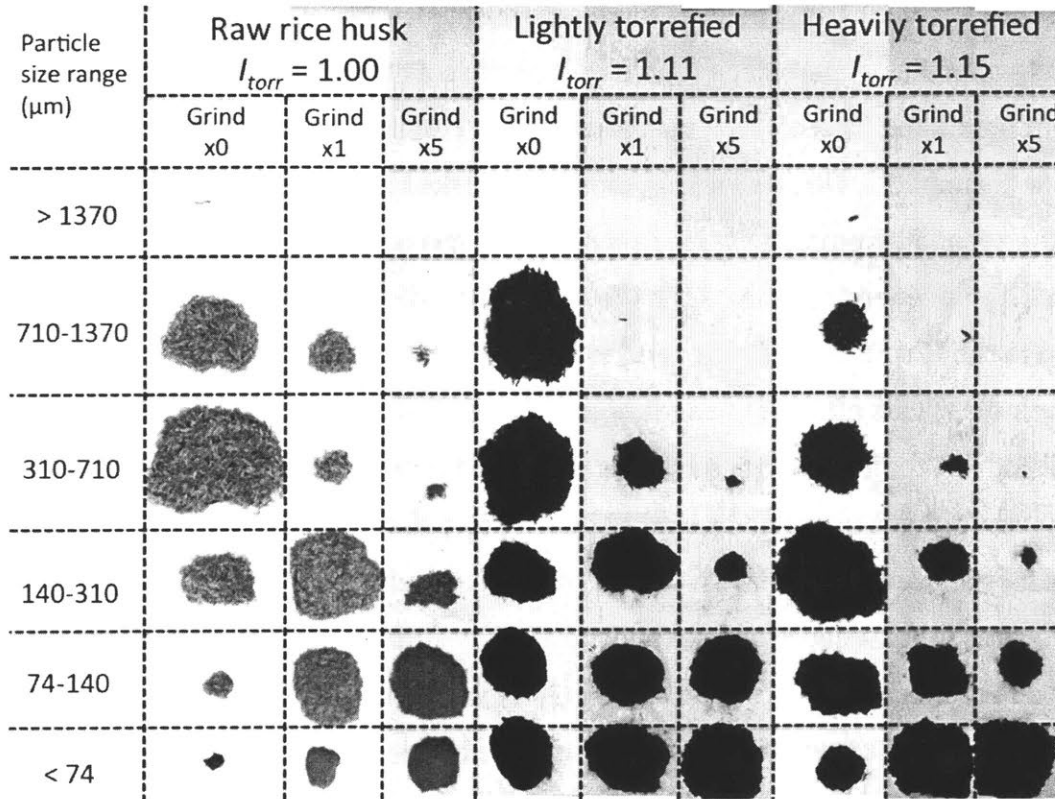 Particle
size range
(μm)
Raw rice husk
I_torr = 1.00
Lightly torrefied
I_torr = 1.11
Heavily torrefied
I_torr = 1.15
Grind
x0
Grind
x1
Grind
x5
Grind
x0
Grind
x1
Grind
x5
Grind
x0
Grind
x1
Grind
x5
> 1370
710-1370
310-710
140-310
74-140
< 74